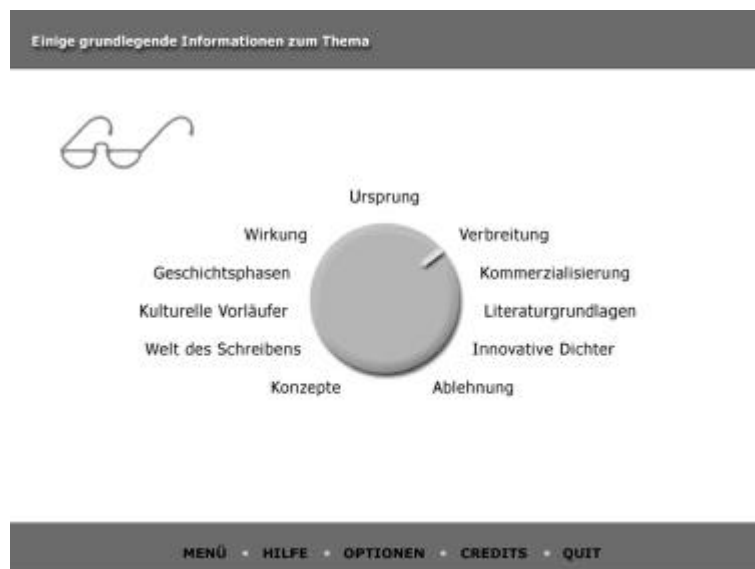 Einige grundlegende Informationen zum Thema
Ursprung
Wirkung
Verbreitung
Geschichtsphasen
Kommerzialisierung
Kulturelle Vorläufer
Literaturgrundlagen
Welt des Schreibens
Innovative Dichter
Konzepte
Ablehnung
MENÜ • HILFE • OPTIONEN • CREDITS • QUIT